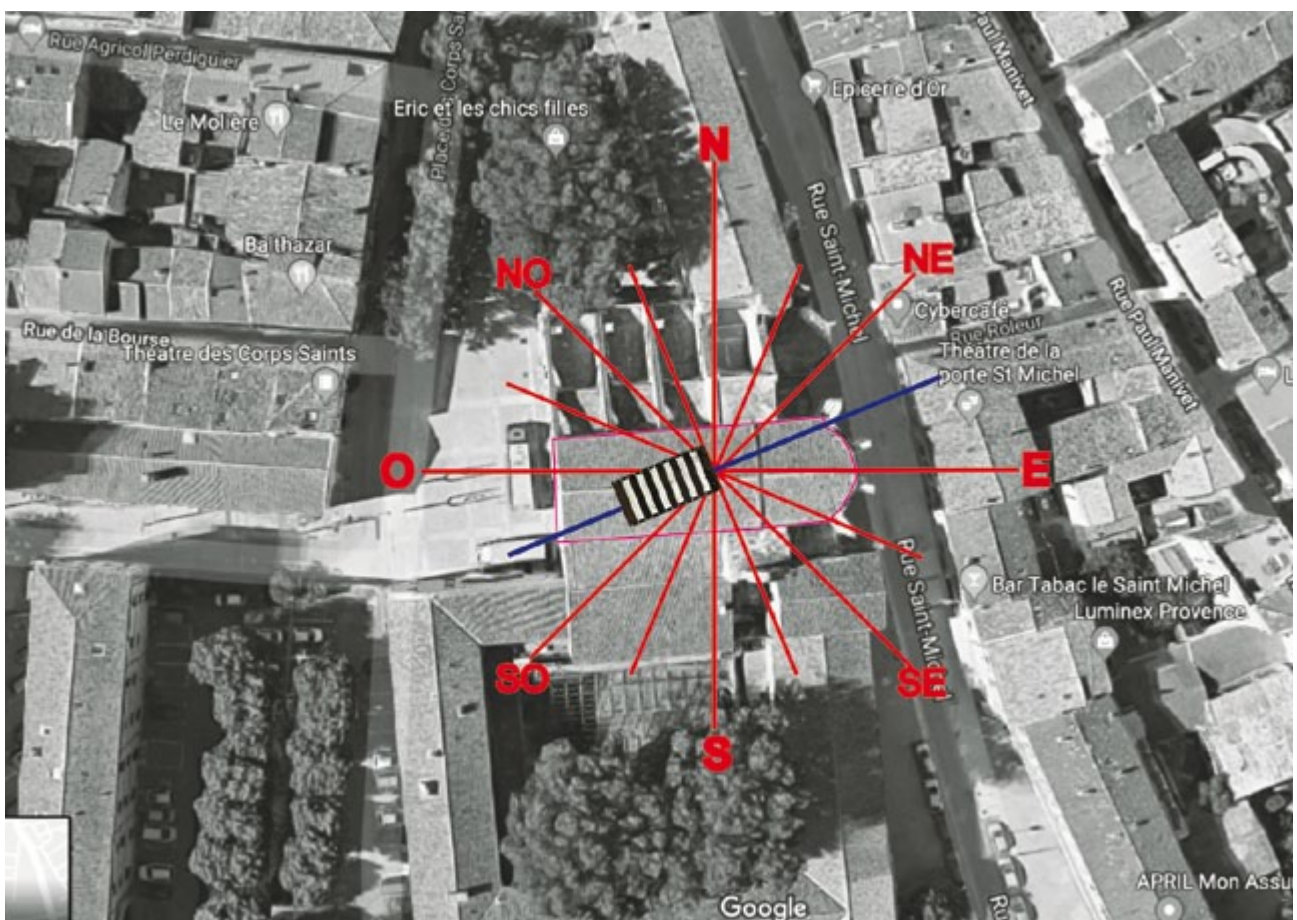 Rue Agricol Perdiguier
Place des Corps Sa
Paul Manivet
Le Molière
Eric et les chics filles
Epicerie d'Or
N
Rue Saint-Michel
Balthazar
NO
NE
Cybercafé
Rue Paul Manivet
Rue de la Bourse
Rue Roleur
Théâtre des Corps Saints
Théâtre de la
porte St Michel
L
O
E
Rue Saint-Michel
Bar Tabac le Saint Michel
Luminex Provence
SO
SE
S
APRIL Mon Assu
Google
Ru